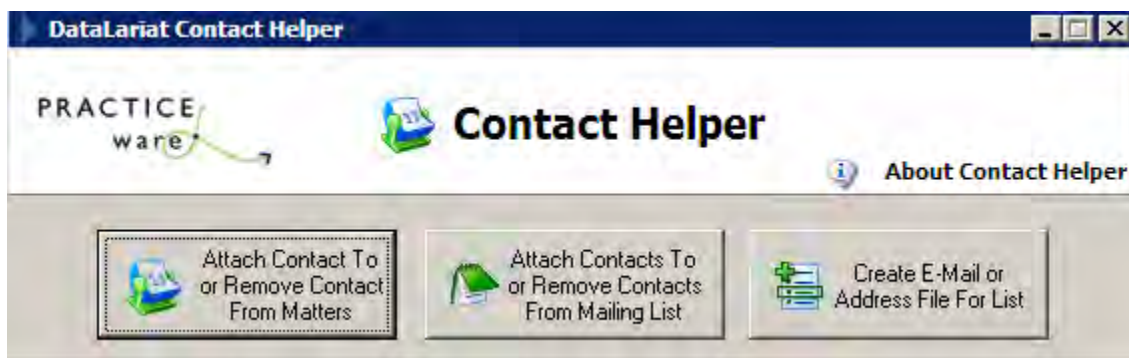 DataLariat Contact Helper
PRACTICE
ware
Contact Helper
About Contact Helper
Attach Contact To
or Remove Contact
From Matters
Attach Contacts To
or Remove Contacts
From Mailing List
Create E-Mail or
Address File For List